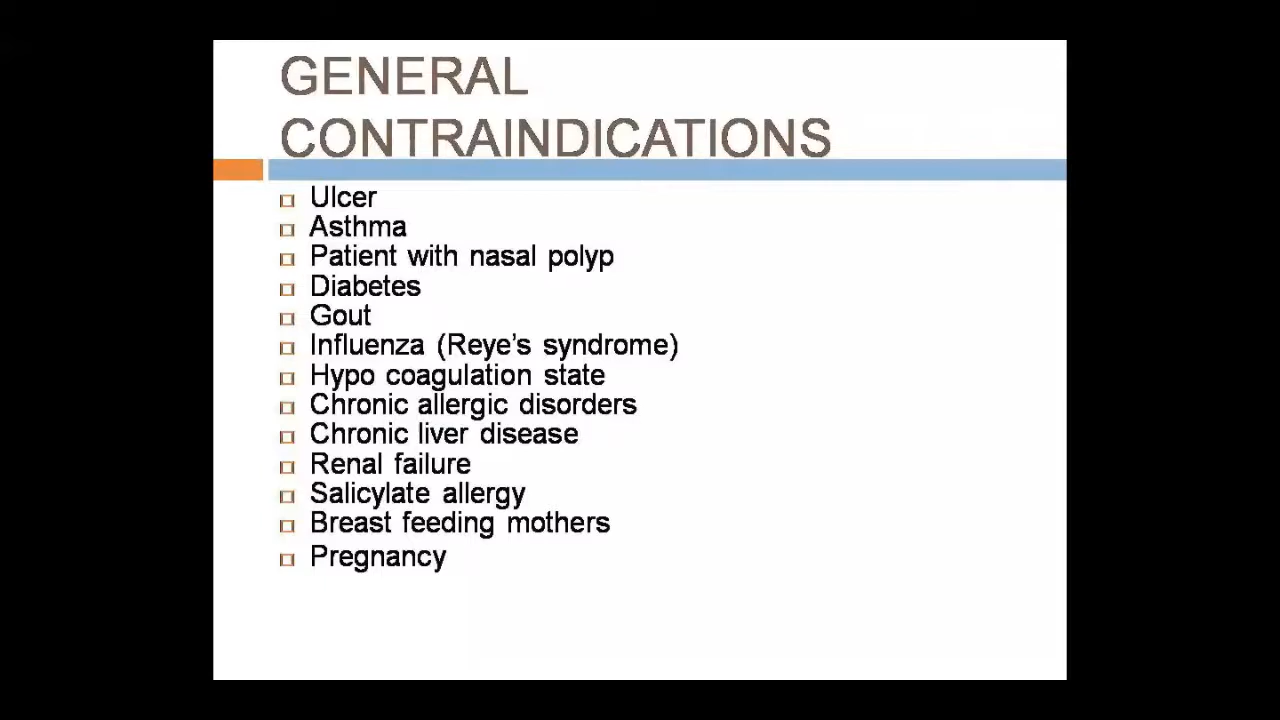 GENERAL
CONTRAINDICATIONS
Ulcer
Asthma
Patient with nasal polyp
Diabetes
Gout
Influenza (Reye's syndrome)
Hypo coagulation state
Chronic allergic disorders
Chronic liver disease
Renal failure
Salicylate allergy
Breast feeding mothers
Pregnancy